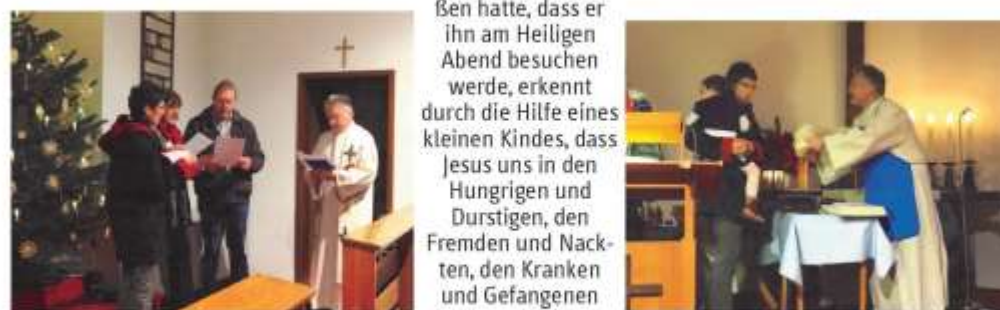 ßen hatte, dass er
ihn am Heiligen
Abend besuchen
werde, erkennt
durch die Hilfe eines
kleinen Kindes, dass
Jesus uns in den
Hungrigen und
Durstigen, den
Fremden und Nack-
ten, den Kranken
und Gefangenen